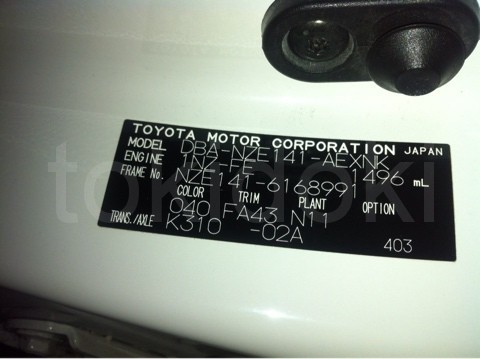 TOYOTA MOTOR CORPORATION JAPAN
MODEL DBA-NZE141-AEXNK
ENGINE 1NZ-FE 1496 mL
FRAME No. NZE141-6168991
COLOR TRIM PLANT OPTION
040 FA43 N11
TRANS./AXLE K310 -02A
403
tokidoki